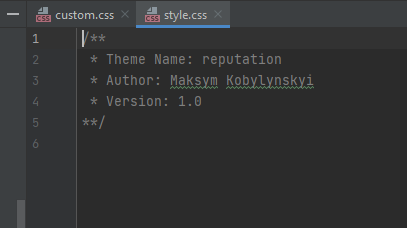 custom.css style.css
1 /**
2 * Theme Name: reputation
3 * Author: Maksym Kobylynskyi
4 * Version: 1.0
5 **/
6